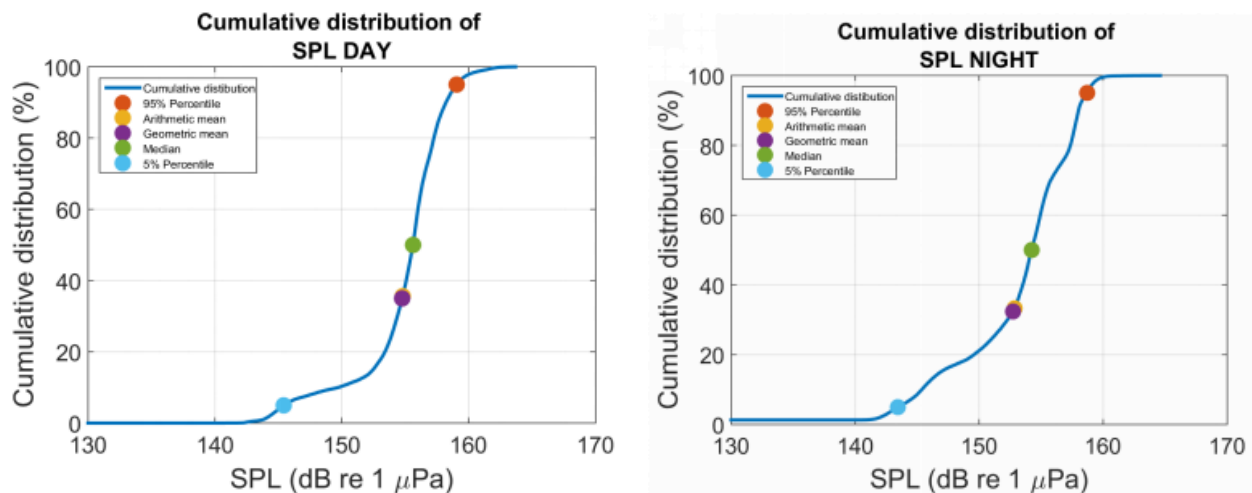 Cumulative distribution of
SPL DAY
Cumulative distribution (%)
100
80
60
40
20
0
Cumulative distibution
95% Percentile
Arithmetic mean
Geometric mean
Median
5% Percentile
130 140 150 160 170
SPL (dB re 1 μPa)
Cumulative distribution of
SPL NIGHT
Cumulative distribution (%)
100
80
60
40
20
0
Cumulative distibution
95% Percentile
Arithmetic mean
Geometric mean
Median
5% Percentile
130 140 150 160 170
SPL (dB re 1 μPa)